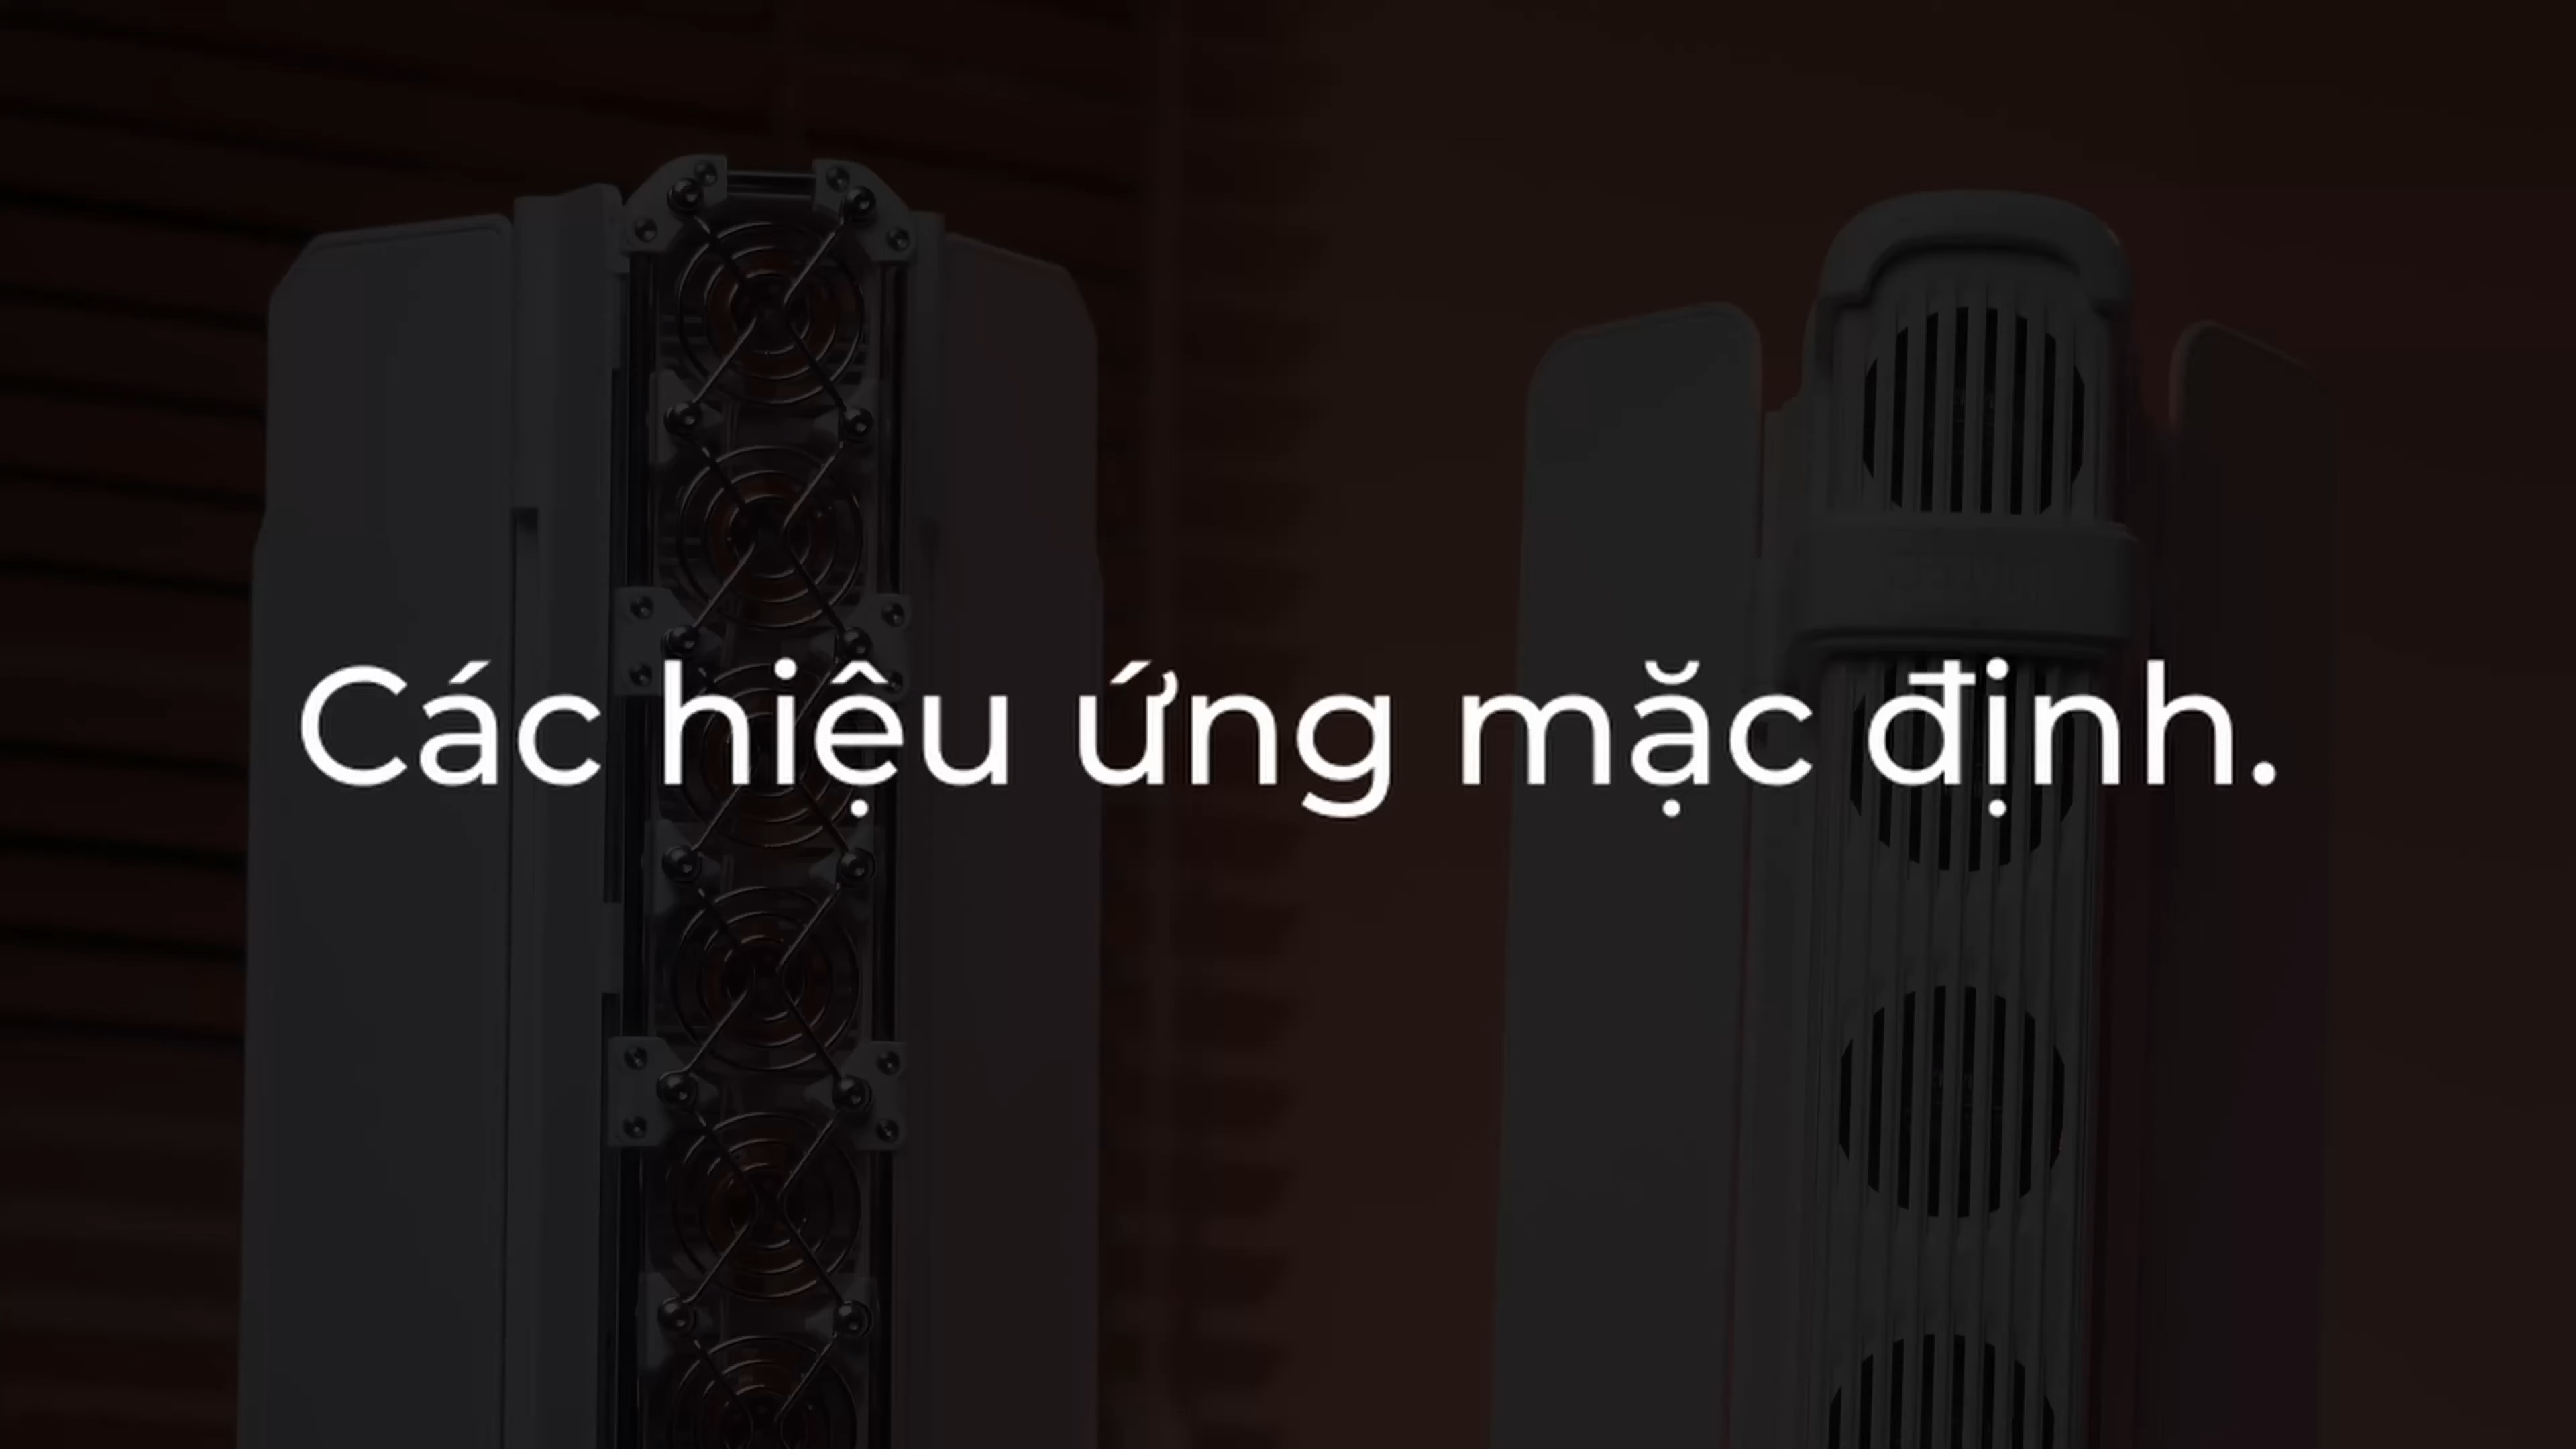 Các hiệu ứng mặc định.